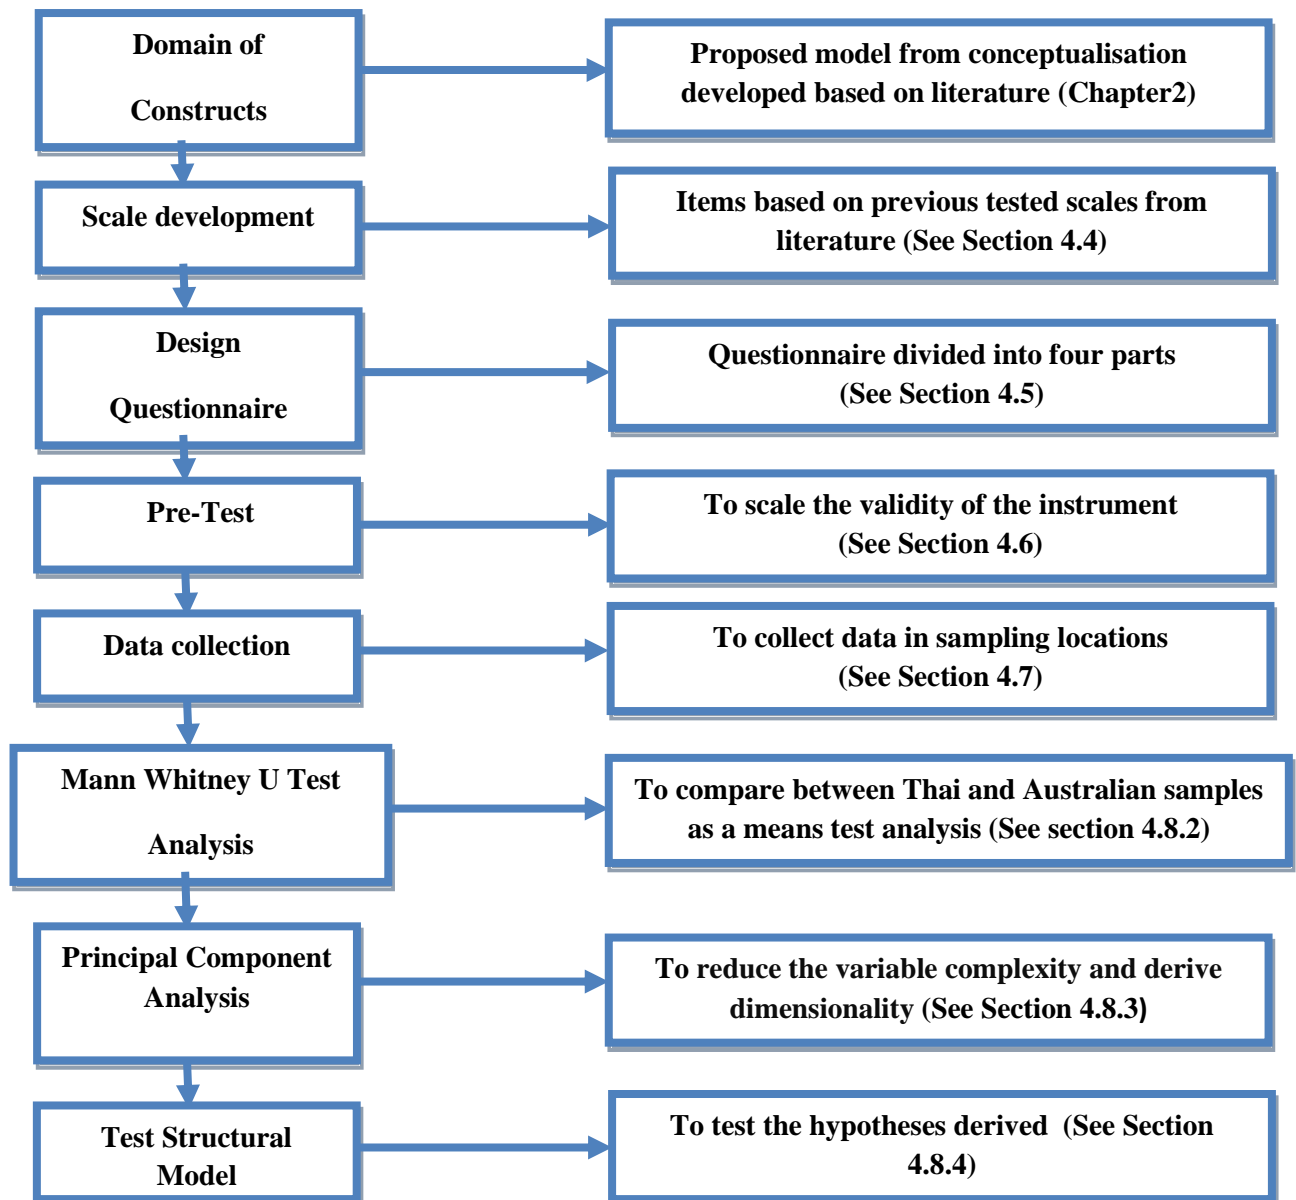 Domain of
Constructs
Proposed model from conceptualisation
developed based on literature (Chapter2)
Scale development
Items based on previous tested scales from
literature (See Section 4.4)
Design
Questionnaire
Questionnaire divided into four parts
(See Section 4.5)
Pre-Test
To scale the validity of the instrument
(See Section 4.6)
Data collection
To collect data in sampling locations
(See Section 4.7)
Mann Whitney U Test
Analysis
To compare between Thai and Australian samples
as a means test analysis (See section 4.8.2)
Principal Component
Analysis
To reduce the variable complexity and derive
dimensionality (See Section 4.8.3)
Test Structural
Model
To test the hypotheses derived  (See Section
4.8.4)